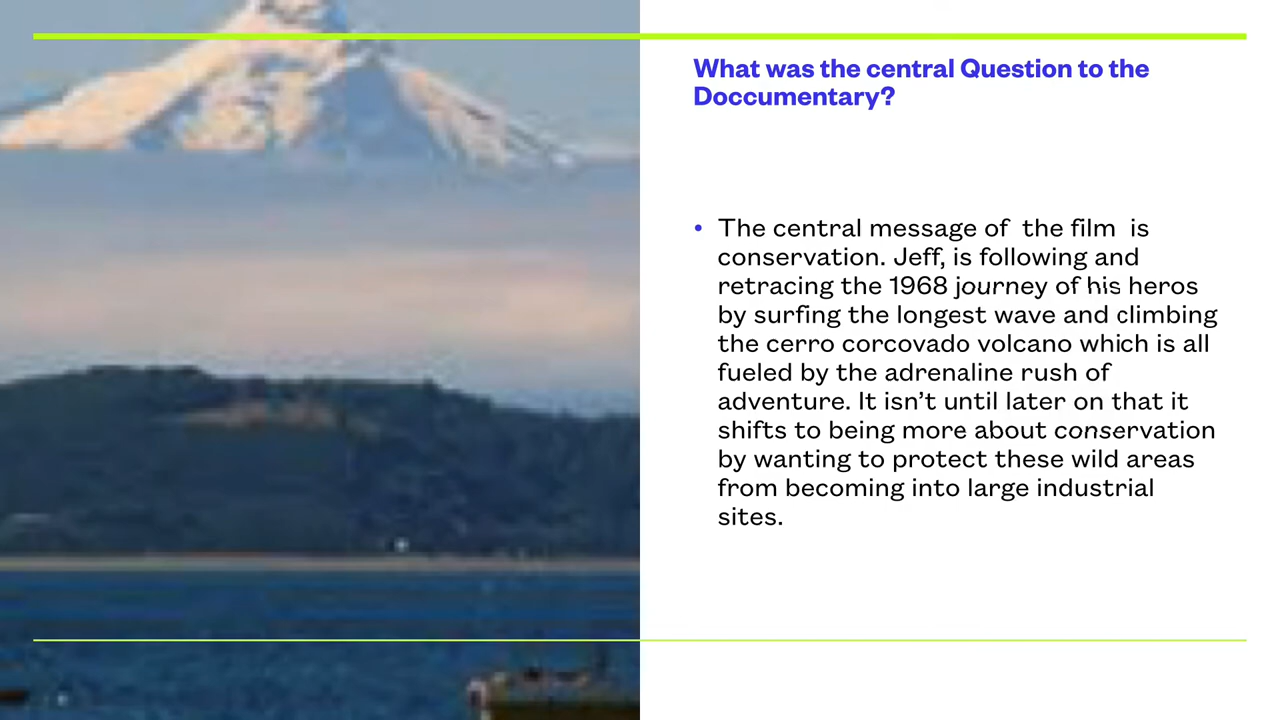 What was the central Question to the
Doccumentary?
• The central message of the film is
conservation. Jeff, is following and
retracing the 1968 journey of his heros
by surfing the longest wave and climbing
the cerro corcovado volcano which is all
fueled by the adrenaline rush of
adventure. It isn’t until later on that it
shifts to being more about conservation
by wanting to protect these wild areas
from becoming into large industrial
sites.